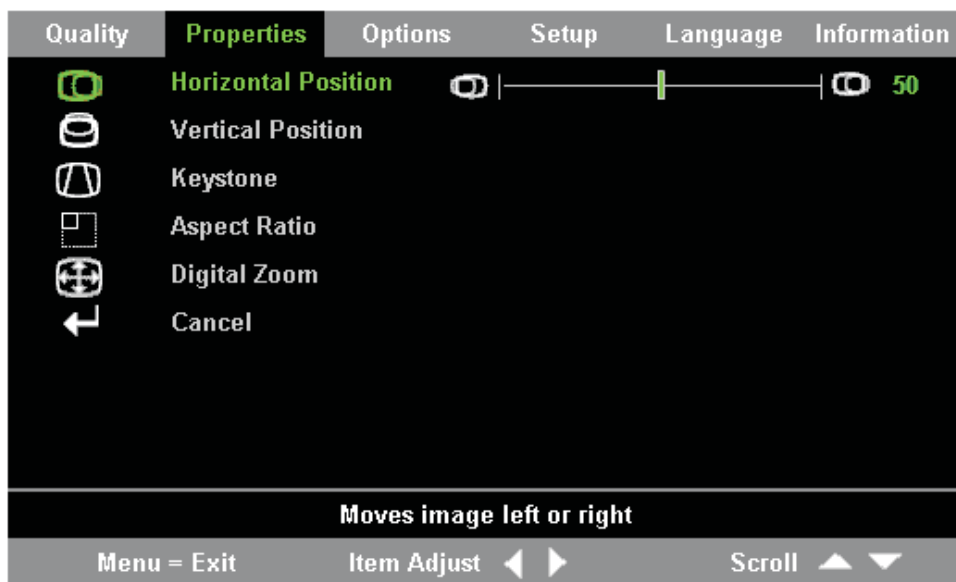 Quality Properties Options Setup Language Information
Horizontal Position 50
Vertical Position
Keystone
Aspect Ratio
Digital Zoom
Cancel
Moves image left or right
Menu = Exit Item Adjust Scroll